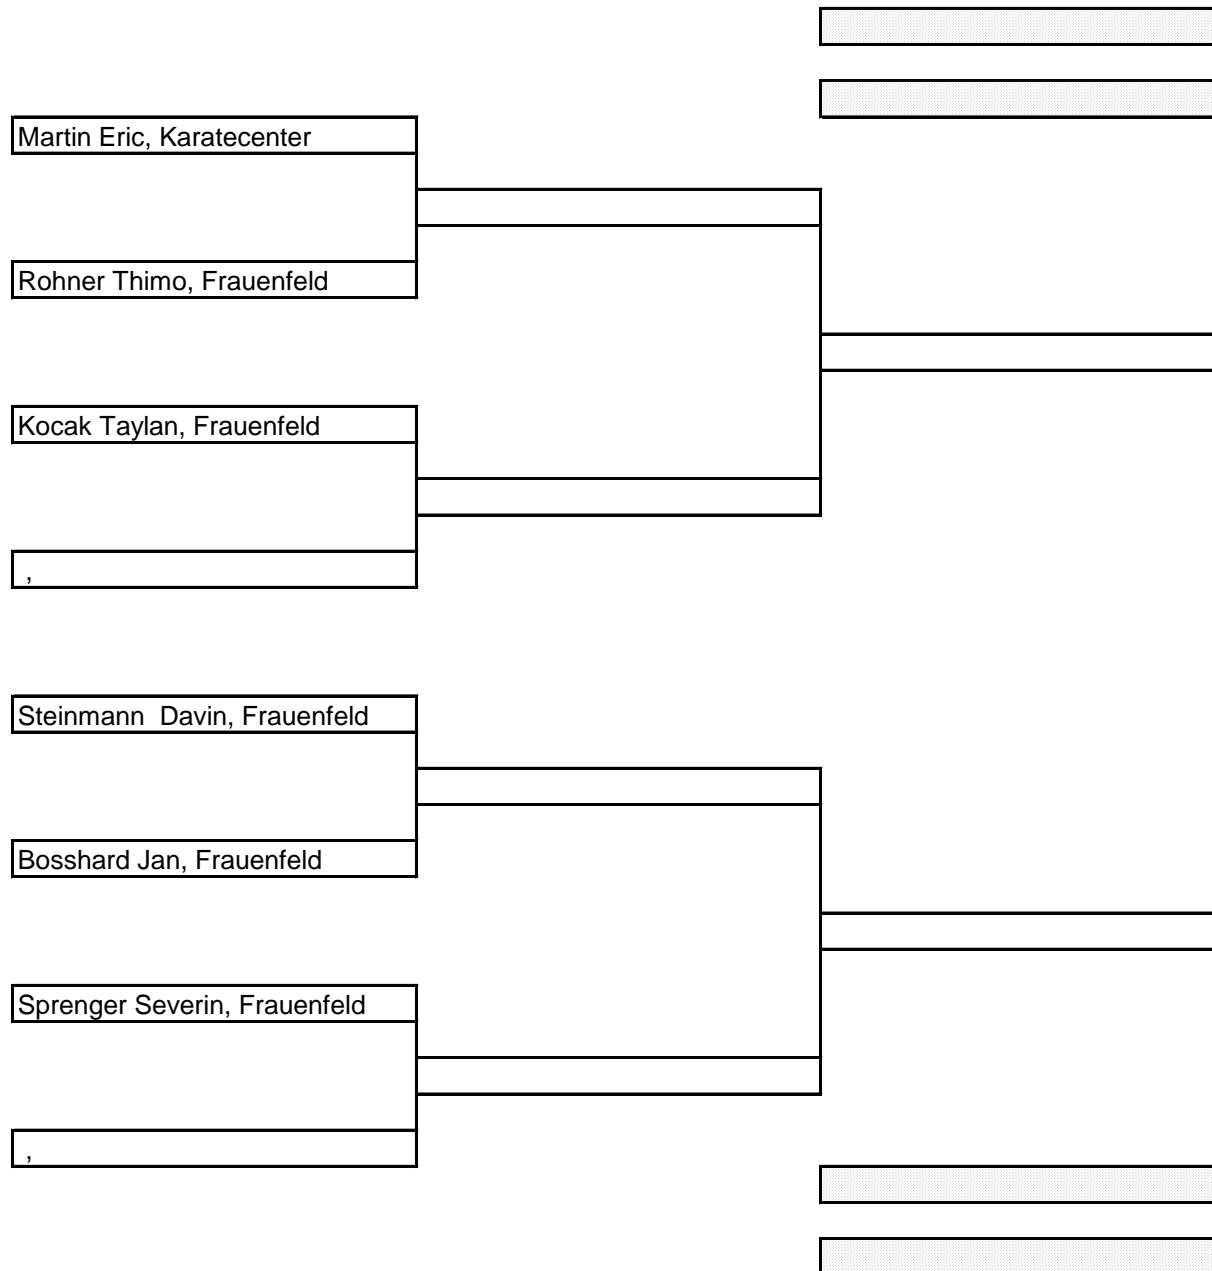 Martin Eric, Karatecenter
Rohner Thimo, Frauenfeld
Kocak Taylan, Frauenfeld
,
Steinmann  Davin, Frauenfeld
Bosshard Jan, Frauenfeld
Sprenger Severin, Frauenfeld
,